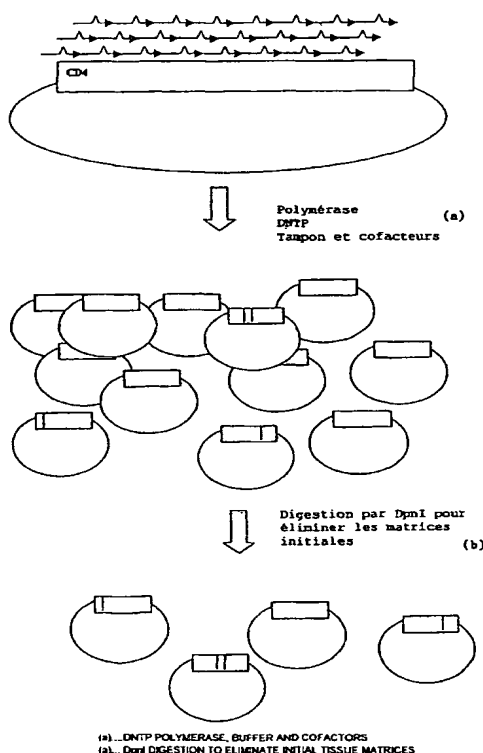 CD4
Polymérase (a)
DNTP
Tampon et cofacteurs
Digestion par DpnI pour
éliminer les matrices
initiales (b)
(a)... DNTP POLYMERASE, BUFFER AND COFACTORS
(a)... DpnI DIGESTION TO ELIMINATE INITIAL TISSUE MATRICES